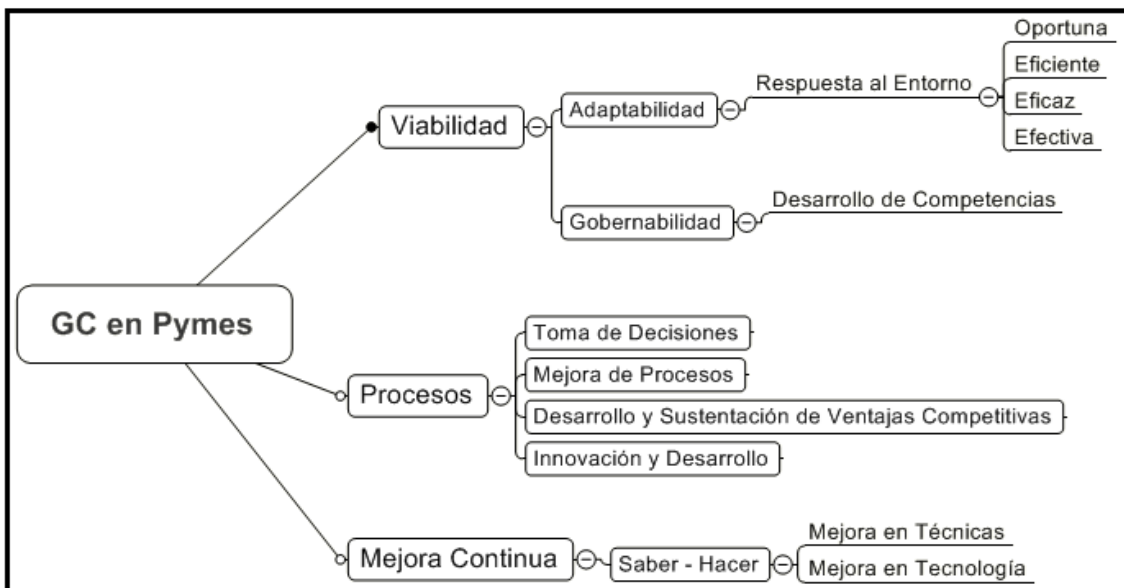 GC en Pymes
Viabilidad
Adaptabilidad
Respuesta al Entorno
Oportuna
Eficiente
Eficaz
Efectiva
Gobernabilidad
Desarrollo de Competencias
Procesos
Toma de Decisiones
Mejora de Procesos
Desarrollo y Sustentación de Ventajas Competitivas
Innovación y Desarrollo
Mejora Continua
Saber - Hacer
Mejora en Técnicas
Mejora en Tecnología